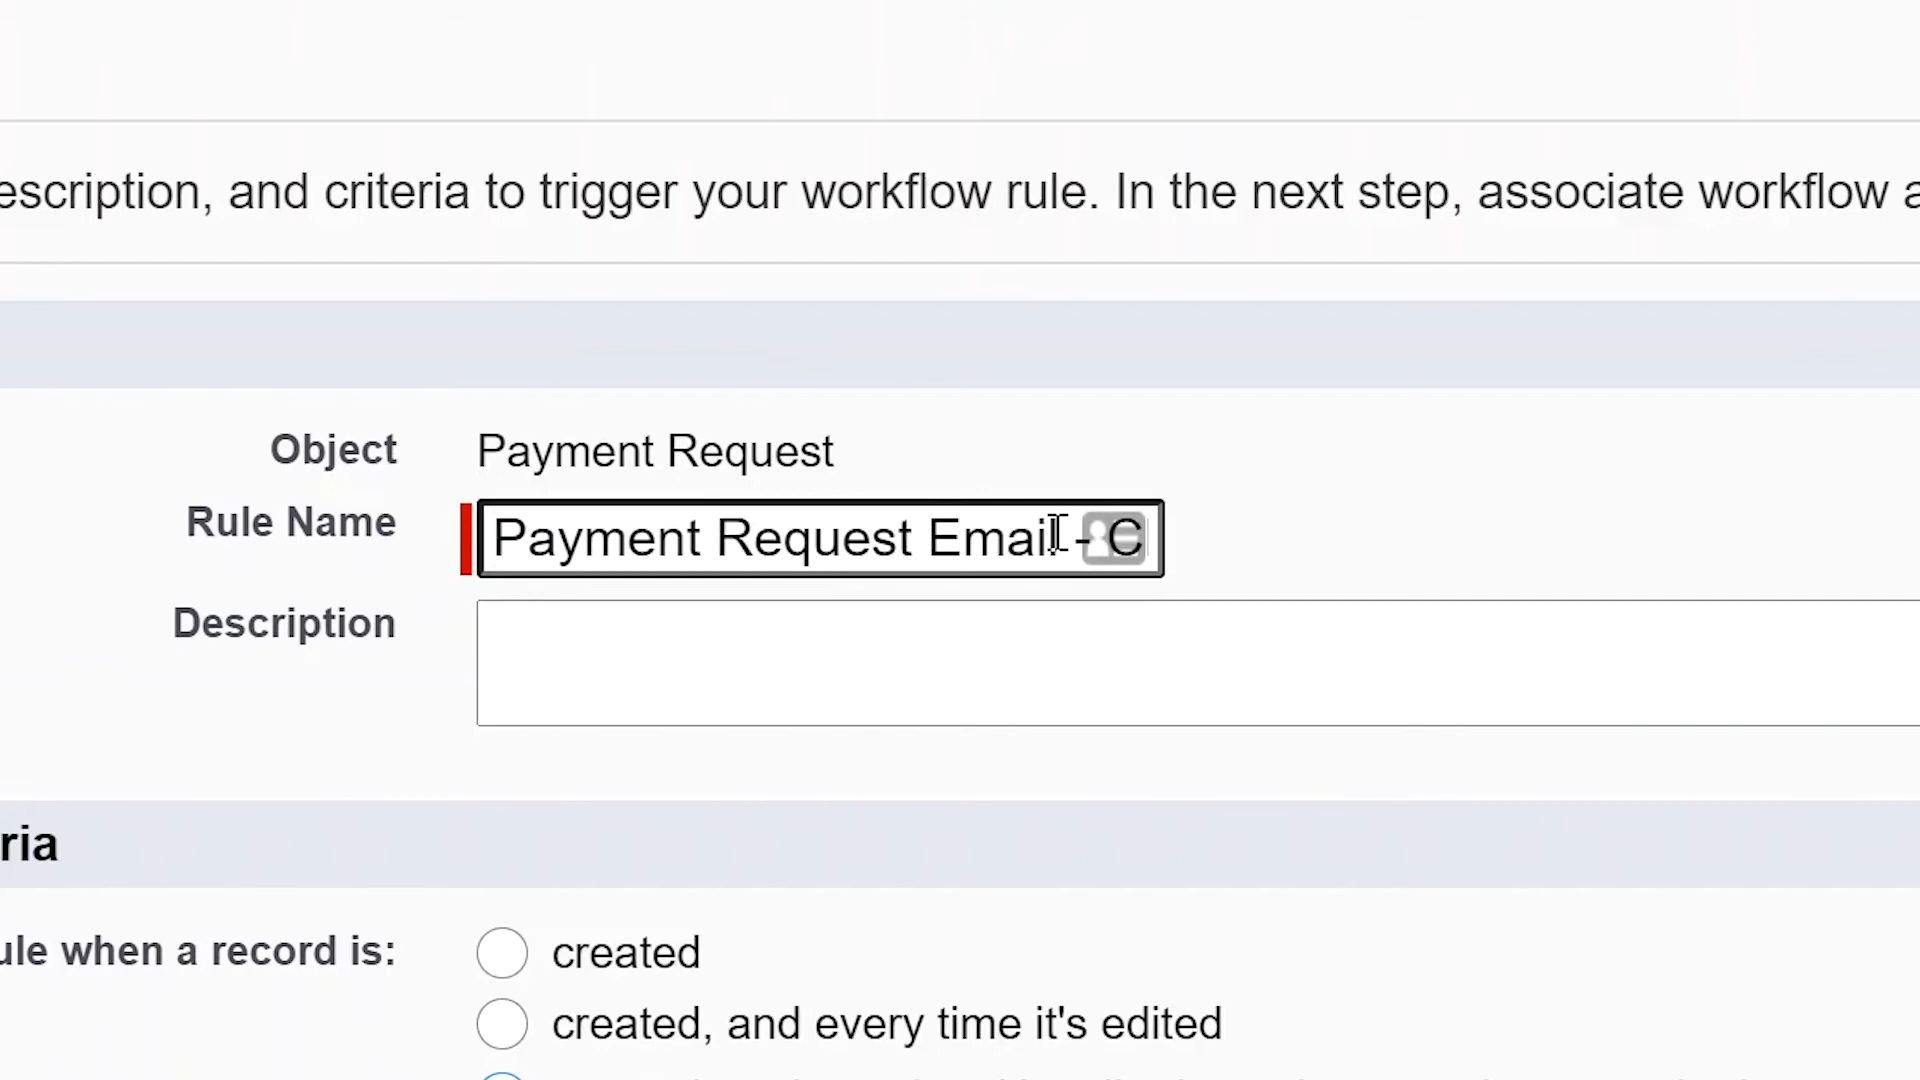 escription, and criteria to trigger your workflow rule. In the next step, associate workflow a
Object Payment Request
Rule Name Payment Request Email - C
Description
ria
ule when a record is: created
created, and every time it's edited